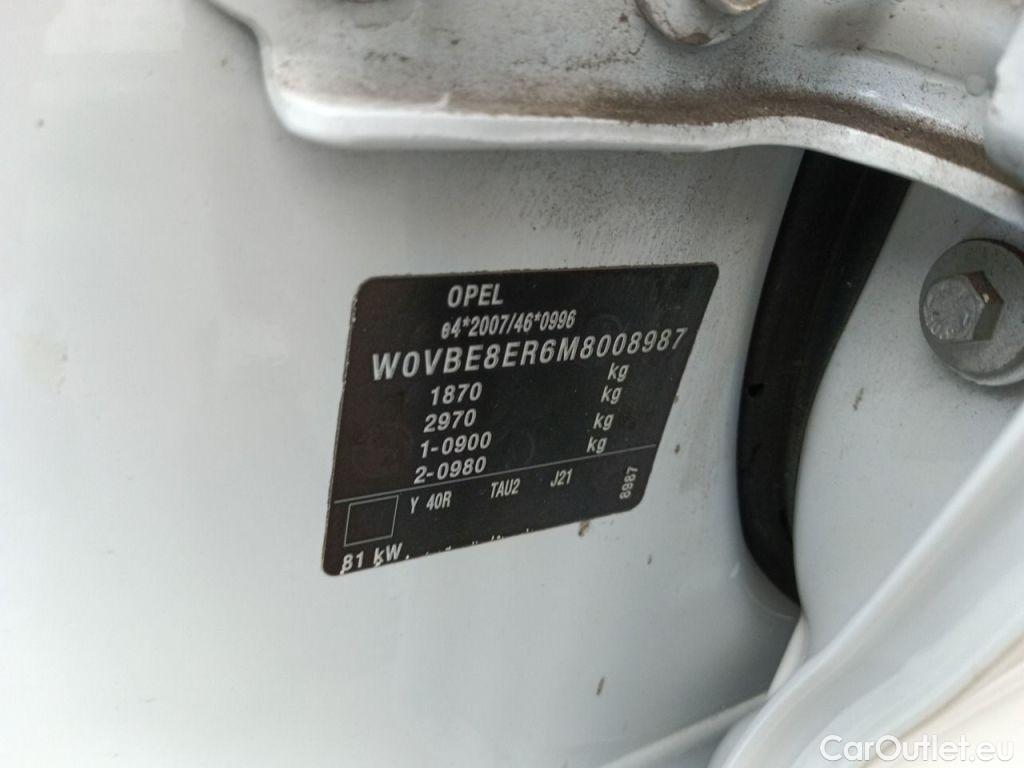 OPEL
e4*2007/46*0996
W0VBE8ER6M8008987
1870 kg
2970 kg
1-0900 kg
2-0980 kg
Y 40R TAU2 J21 8987
81 kW
CarOutlet.eu